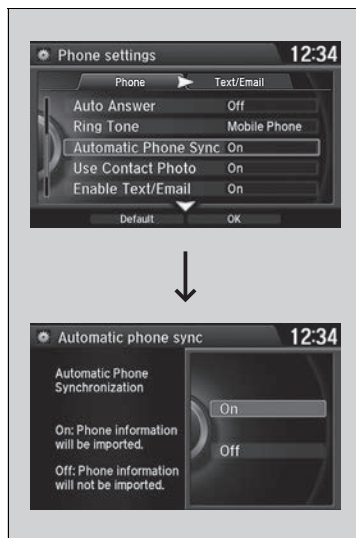 Phone settings 12:34
Phone Text/Email
Auto Answer Off
Ring Tone Mobile Phone
Automatic Phone Sync On
Use Contact Photo On
Enable Text/Email On
Default OK
Automatic phone sync 12:34
Automatic Phone
Synchronization
On: Phone information
will be imported.
Off: Phone information
will not be imported.
On
Off